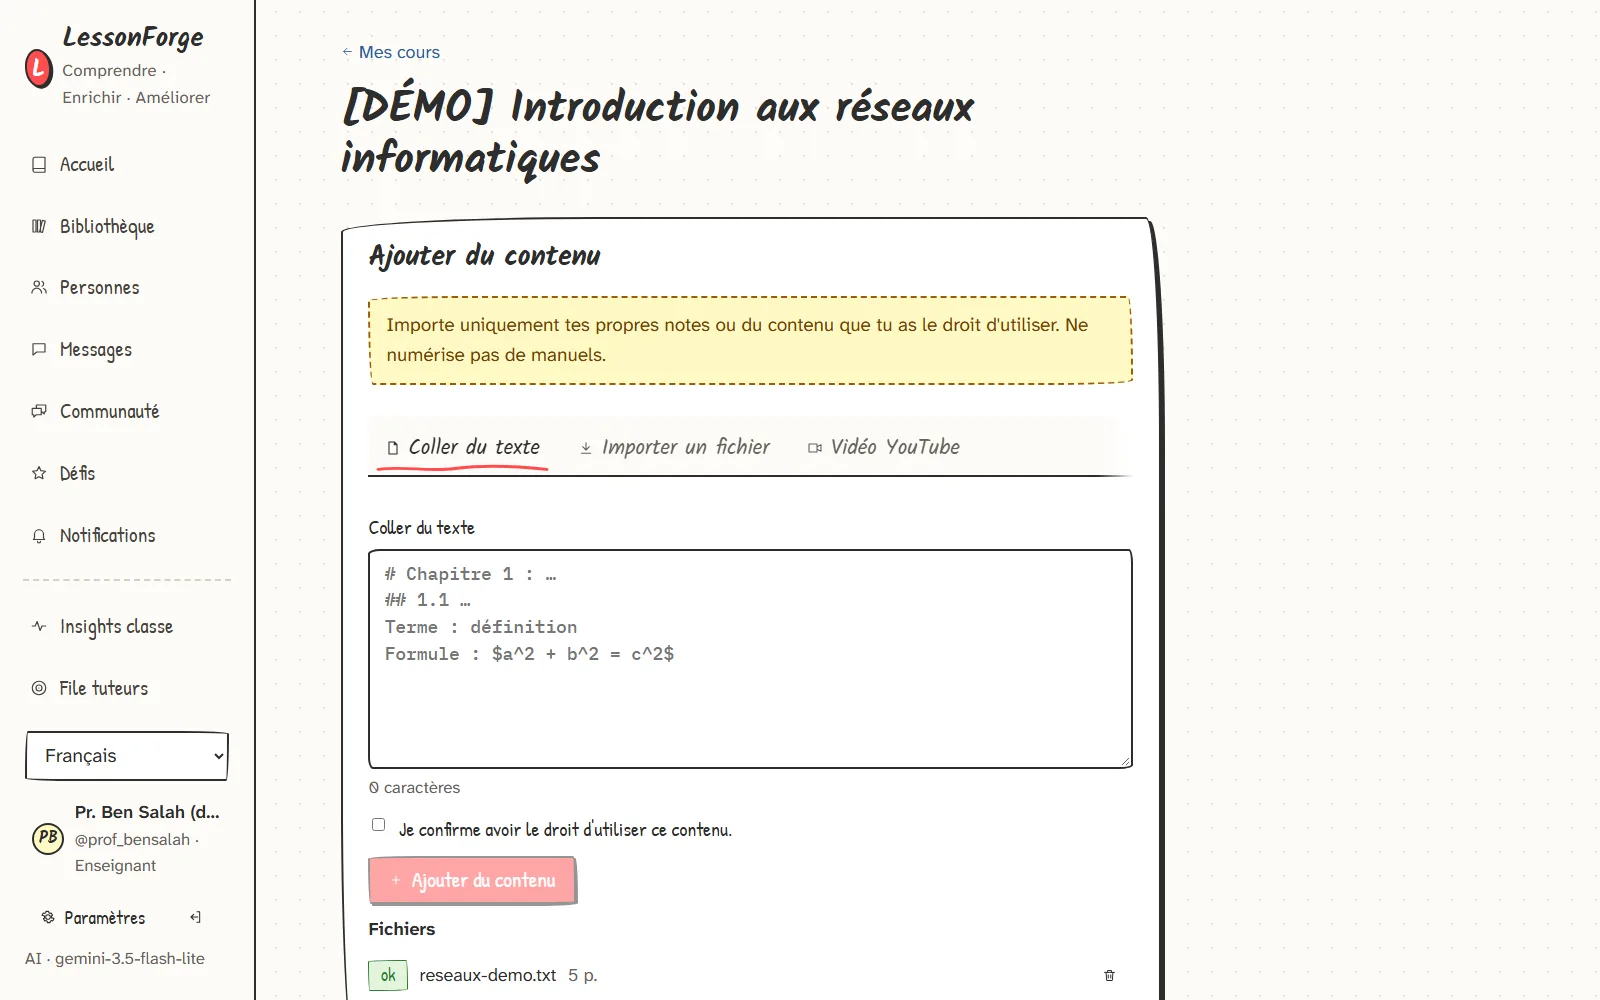 LessonForge
Comprendre ·
Enrichir · Améliorer
L
Accueil
Bibliothèque
Personnes
Messages
Communauté
Défis
Notifications
Insights classe
File tuteurs
Français
Pr. Ben Salah (d...
PB
@prof_bensalah ·
Enseignant
Paramètres
AI · gemini-3.5-flash-lite
← Mes cours
[DÉMO] Introduction aux réseaux
informatiques
Ajouter du contenu
Importe uniquement tes propres notes ou du contenu que tu as le droit d'utiliser. Ne
numérise pas de manuels.
Coller du texte Importer un fichier Vidéo YouTube
Coller du texte
# Chapitre 1 : …
## 1.1 …
Terme : définition
Formule : $a^2 + b^2 = c^2$
0 caractères
Je confirme avoir le droit d'utiliser ce contenu.
+ Ajouter du contenu
Fichiers
ok reseaux-demo.txt 5 p.